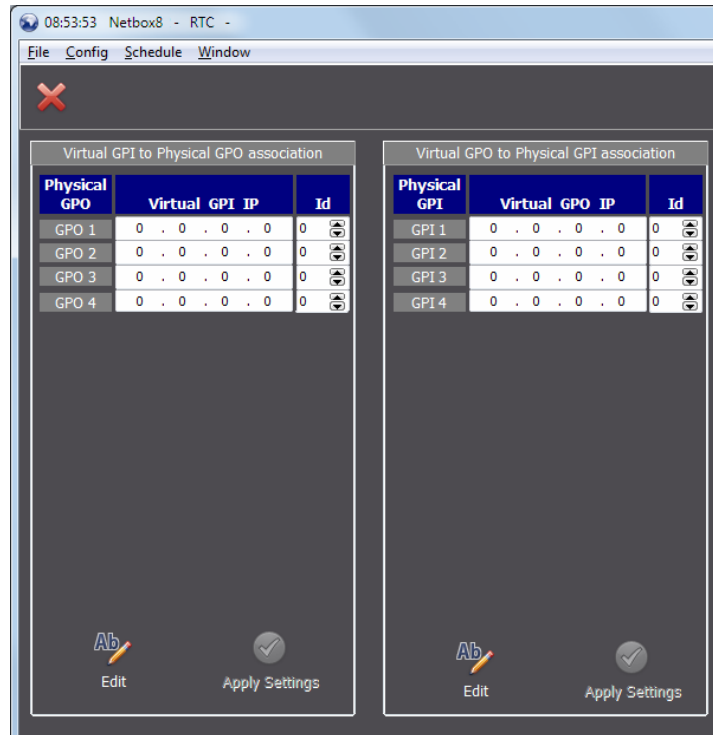 08:53:53 Netbox8 - RTC -
File Config Schedule Window
Virtual GPI to Physical GPO association
Physical GPO Virtual GPI IP Id
GPO 1 0 . 0 . 0 . 0 0
GPO 2 0 . 0 . 0 . 0 0
GPO 3 0 . 0 . 0 . 0 0
GPO 4 0 . 0 . 0 . 0 0
Ab
Edit
Apply Settings
Virtual GPO to Physical GPI association
Physical GPI Virtual GPO IP Id
GPI 1 0 . 0 . 0 . 0 0
GPI 2 0 . 0 . 0 . 0 0
GPI 3 0 . 0 . 0 . 0 0
GPI 4 0 . 0 . 0 . 0 0
Ab
Edit
Apply Settings